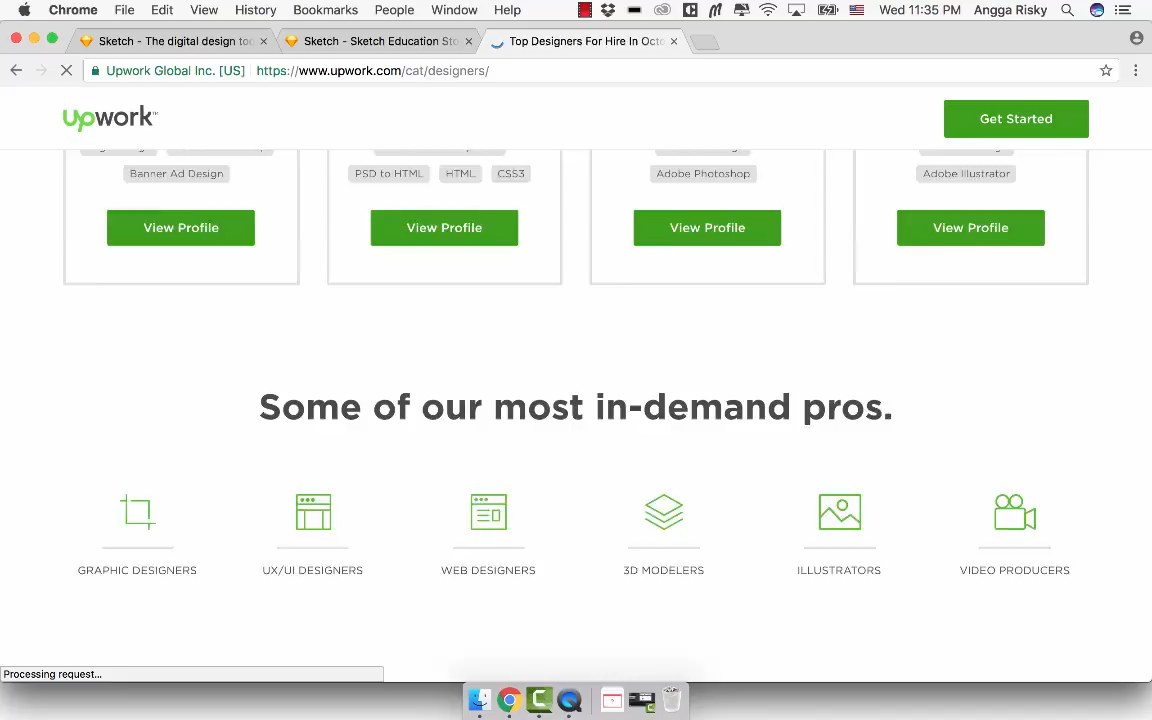 Chrome File Edit View History Bookmarks People Window Help Wed 11:35 PM Angga Risky
Sketch - The digital design too Sketch - Sketch Education Sto Top Designers For Hire In Octo
Upwork Global Inc. [US] https://www.upwork.com/cat/designers/
upwork Get Started
Banner Ad Design PSD to HTML HTML CSS3 Adobe Photoshop Adobe Illustrator
View Profile View Profile View Profile View Profile
Some of our most in-demand pros.
GRAPHIC DESIGNERS UX/UI DESIGNERS WEB DESIGNERS 3D MODELERS ILLUSTRATORS VIDEO PRODUCERS
Processing request...